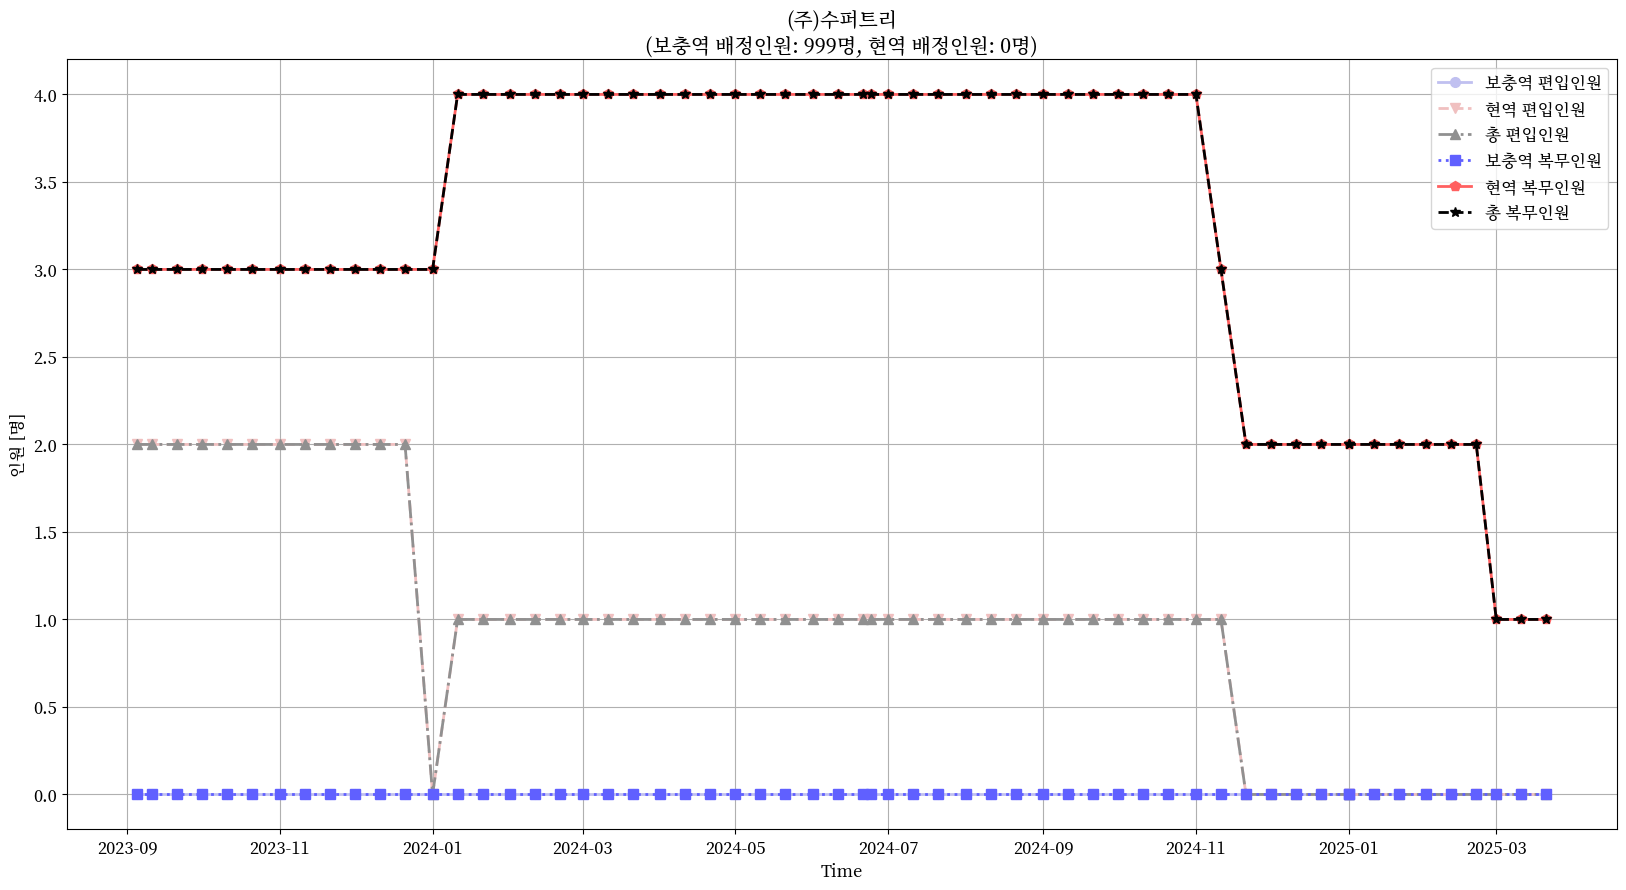 (주)수퍼트리
(보충역 배정인원: 999명, 현역 배정인원: 0명)
보충역 편입인원
현역 편입인원
총 편입인원
보충역 복무인원
현역 복무인원
총 복무인원
4.0
3.5
3.0
2.5
2.0
1.5
1.0
0.5
0.0
인원 [명]
2023-09 2023-11 2024-01 2024-03 2024-05 2024-07 2024-09 2024-11 2025-01 2025-03
Time